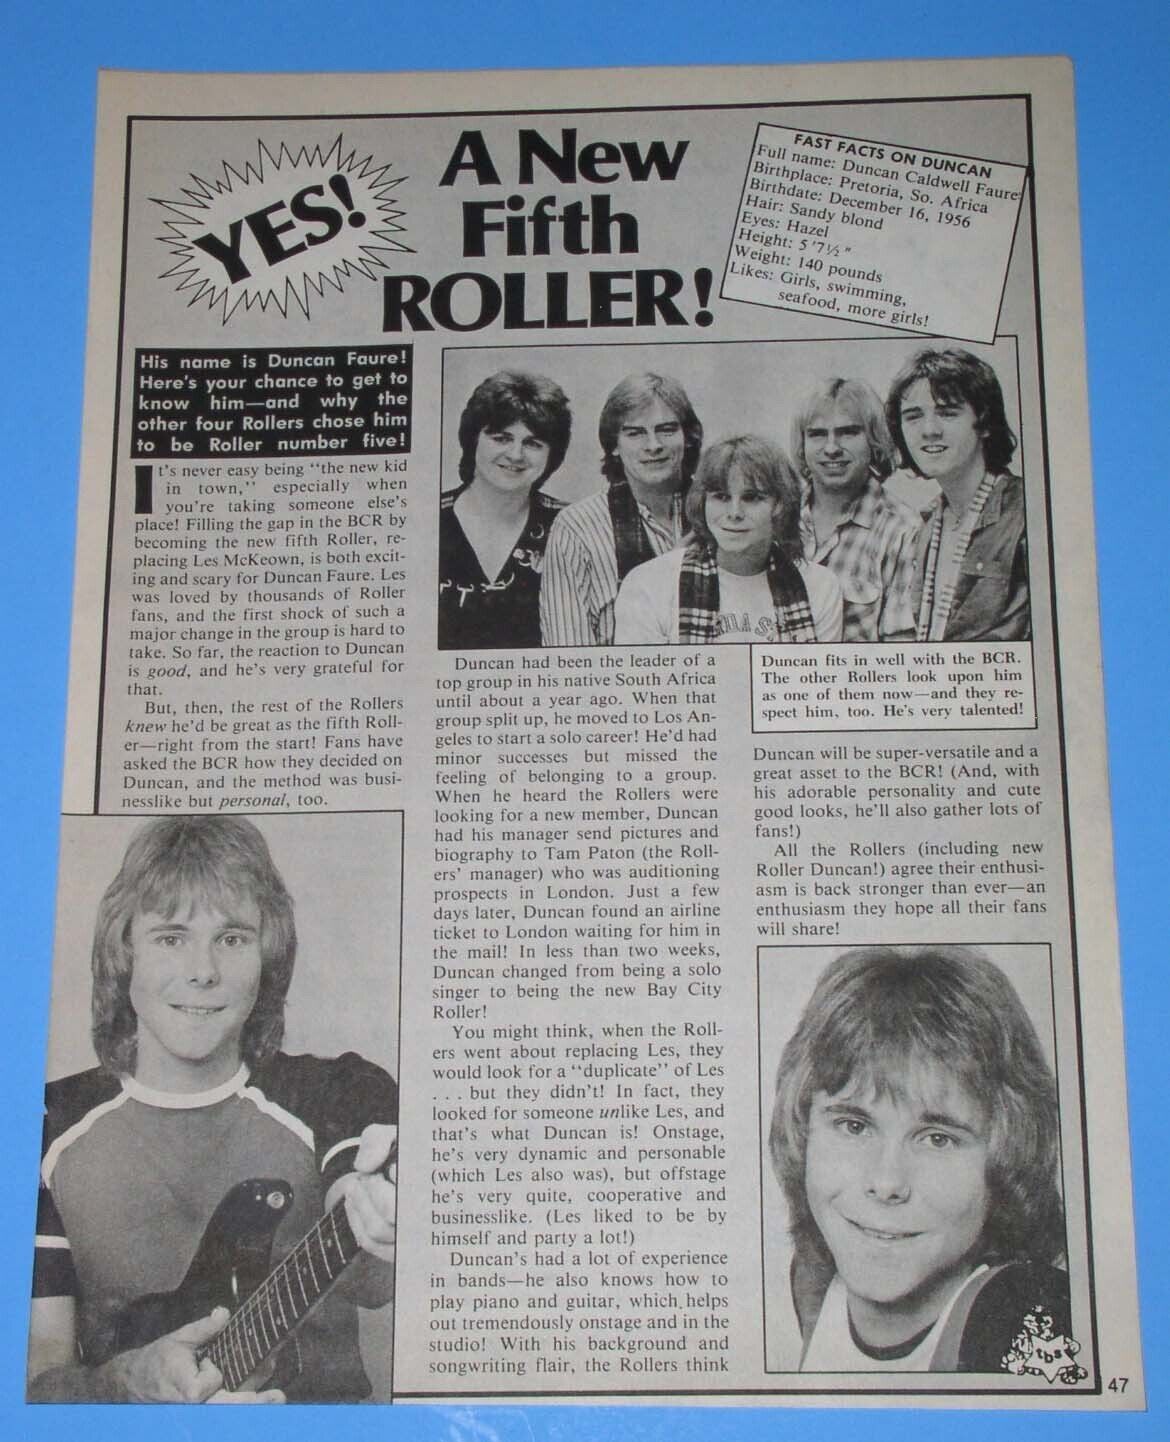 YES!
A New
Fifth
ROLLER!
FAST FACTS ON DUNCAN
Full name: Duncan Caldwell Faure
Birthplace: Pretoria, So. Africa
Birthdate: December 16, 1956
Hair: Sandy blond
Eyes: Hazel
Height: 5'7½"
Weight: 140 pounds
Likes: Girls, swimming,
seafood, more girls!
His name is Duncan Faure!
Here's your chance to get to
know him—and why the
other four Rollers chose him
to be Roller number five!
It's never easy being "the new kid
in town," especially when
you're taking someone else's
place! Filling the gap in the BCR by
becoming the new fifth Roller, re-
placing Les McKeown, is both excit-
ing and scary for Duncan Faure. Les
was loved by thousands of Roller
fans, and the first shock of such a
major change in the group is hard to
take. So far, the reaction to Duncan
is good, and he's very grateful for
that.
But, then, the rest of the Rollers
knew he'd be great as the fifth Roll-
er—right from the start! Fans have
asked the BCR how they decided on
Duncan, and the method was busi-
nesslike but personal, too.
Duncan had been the leader of a
top group in his native South Africa
until about a year ago. When that
group split up, he moved to Los An-
geles to start a solo career! He'd had
minor successes but missed the
feeling of belonging to a group.
When he heard the Rollers were
looking for a new member, Duncan
had his manager send pictures and
biography to Tam Paton (the Roll-
ers' manager) who was auditioning
prospects in London. Just a few
days later, Duncan found an airline
ticket to London waiting for him in
the mail! In less than two weeks,
Duncan changed from being a solo
singer to being the new Bay City
Roller!
You might think, when the Roll-
ers went about replacing Les, they
would look for a "duplicate" of Les
. . . but they didn't! In fact, they
looked for someone unlike Les, and
that's what Duncan is! Onstage,
he's very dynamic and personable
(which Les also was), but offstage
he's very quite, cooperative and
businesslike. (Les liked to be by
himself and party a lot!)
Duncan's had a lot of experience
in bands—he also knows how to
play piano and guitar, which helps
out tremendously onstage and in the
studio! With his background and
songwriting flair, the Rollers think
Duncan fits in well with the BCR.
The other Rollers look upon him
as one of them now—and they re-
spect him, too. He's very talented!
Duncan will be super-versatile and a
great asset to the BCR! (And, with
his adorable personality and cute
good looks, he'll also gather lots of
fans!)
All the Rollers (including new
Roller Duncan!) agree their enthusi-
asm is back stronger than ever—an
enthusiasm they hope all their fans
will share!
tbs
47